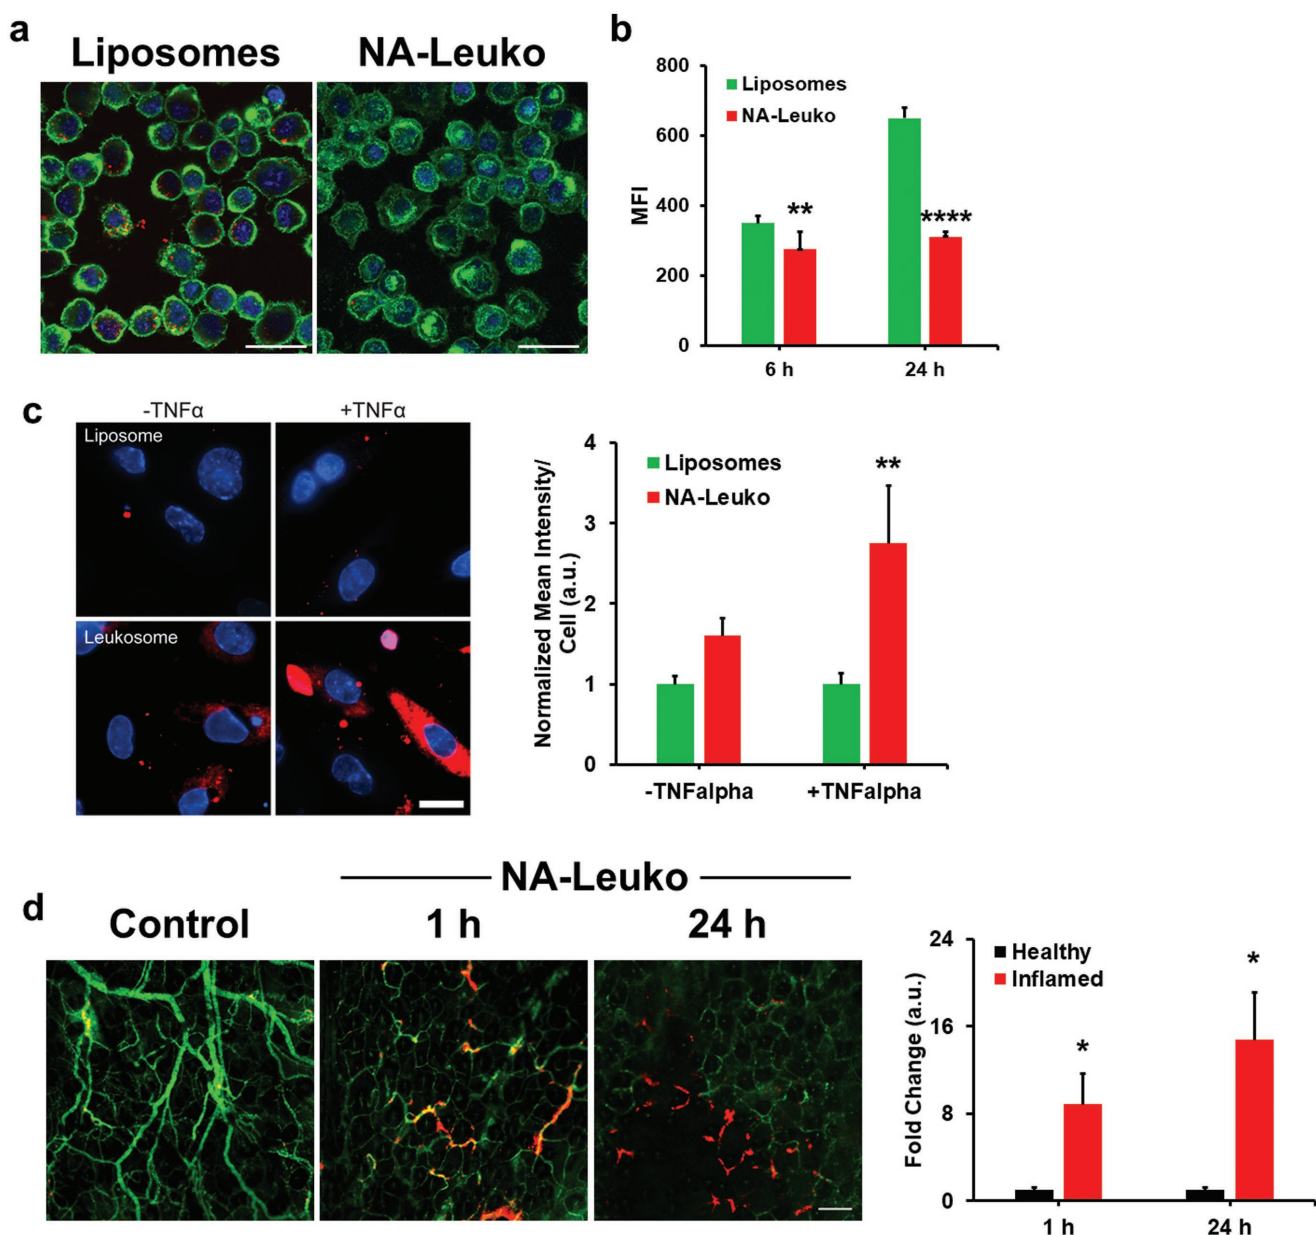 a
Liposomes
NA-Leuko
b
800
600
400
200
0
MFI
Liposomes
NA-Leuko
**
****
6 h
24 h
c
-TNFα
+TNFα
Liposome
Leukosome
4
3
2
1
0
Normalized Mean Intensity/
Cell (a.u.)
Liposomes
NA-Leuko
**
-TNFalpha
+TNFalpha
NA-Leuko
d
Control
1 h
24 h
24
16
8
0
Fold Change (a.u.)
Healthy
Inflamed
*
*
1 h
24 h